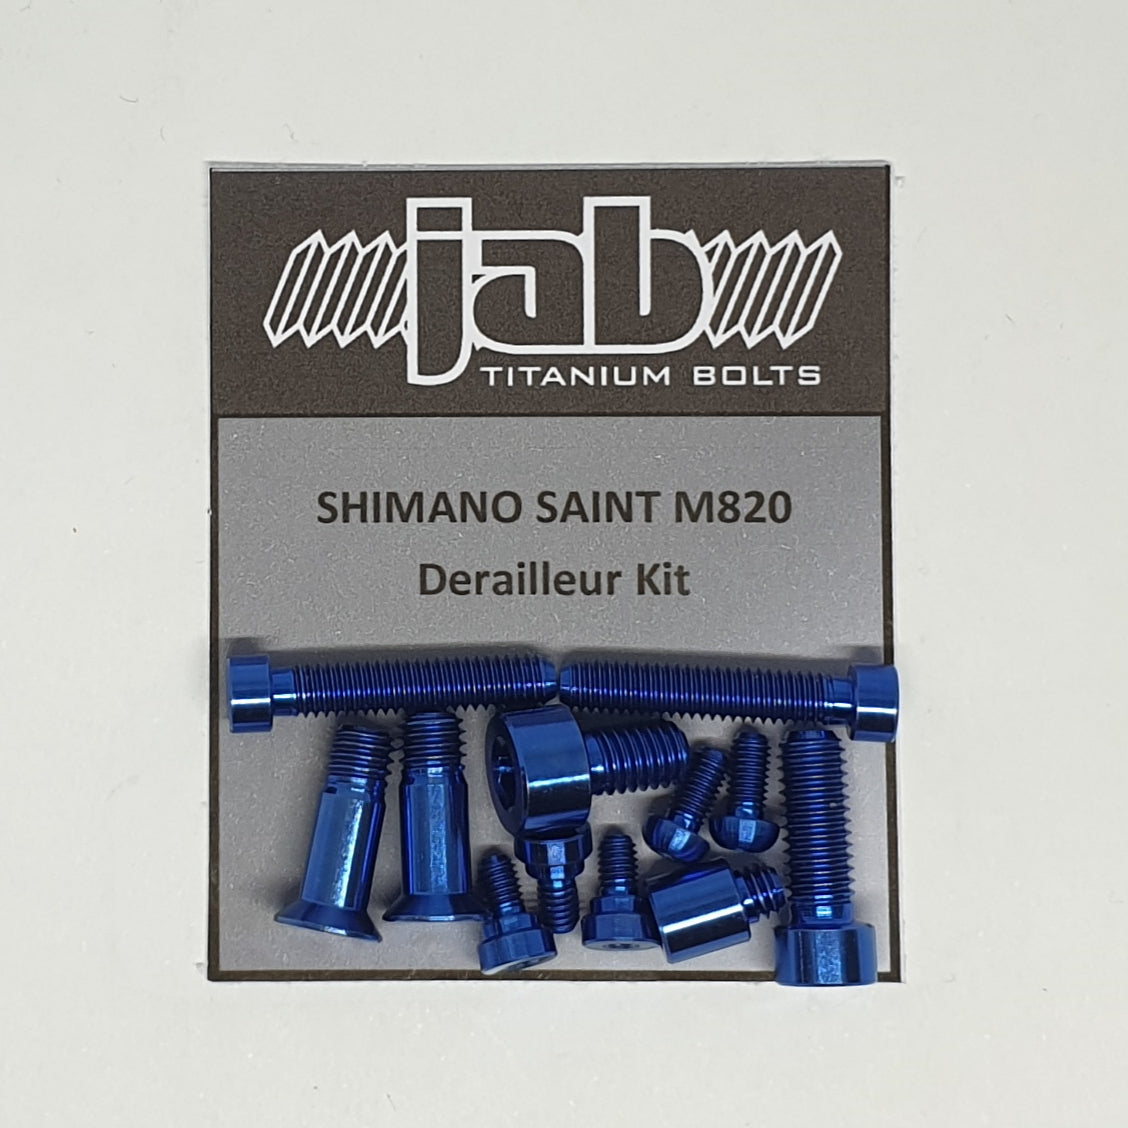 jab
TITANIUM BOLTS
SHIMANO SAINT M820
Derailleur Kit